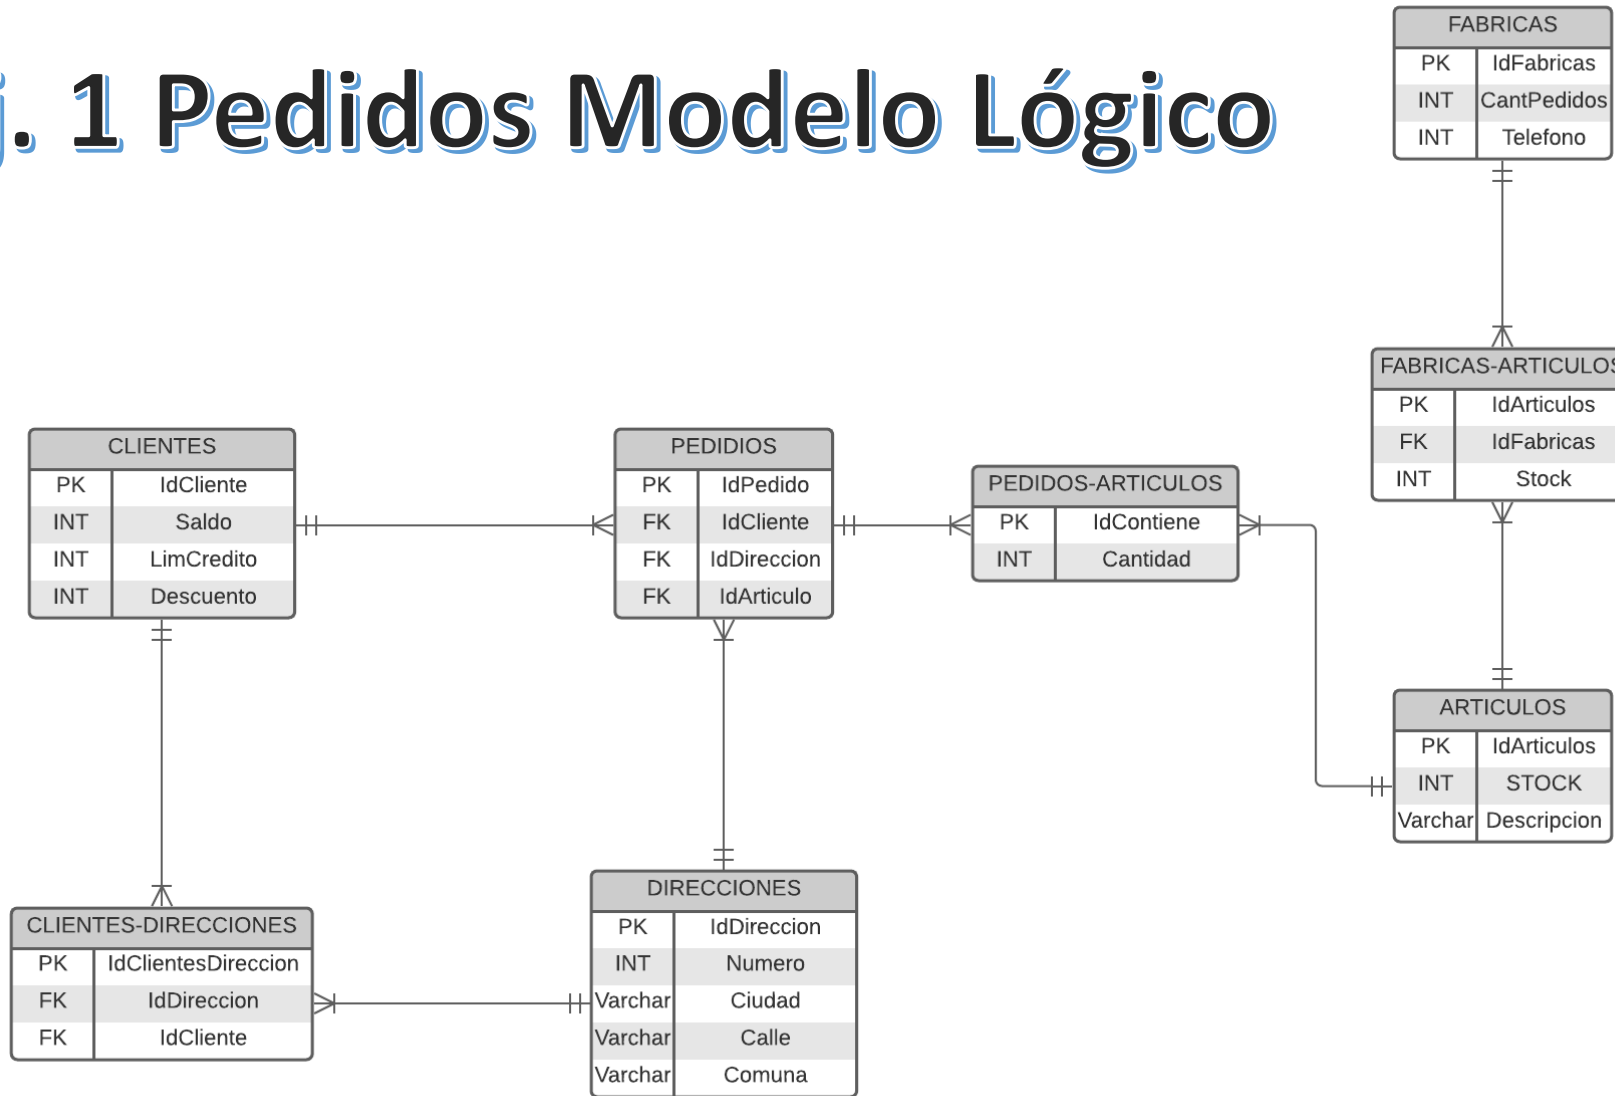 j. 1 Pedidos Modelo Lógico
FABRICAS
PK IdFabricas
INT CantPedidos
INT Telefono
FABRICAS-ARTICULOS
PK IdArticulos
FK IdFabricas
INT Stock
CLIENTES
PK IdCliente
INT Saldo
INT LimCredito
INT Descuento
PEDIDIOS
PK IdPedido
FK IdCliente
FK IdDireccion
FK IdArticulo
PEDIDOS-ARTICULOS
PK IdContiene
INT Cantidad
ARTICULOS
PK IdArticulos
INT STOCK
Varchar Descripcion
CLIENTES-DIRECCIONES
PK IdClientesDireccion
FK IdDireccion
FK IdCliente
DIRECCIONES
PK IdDireccion
INT Numero
Varchar Ciudad
Varchar Calle
Varchar Comuna